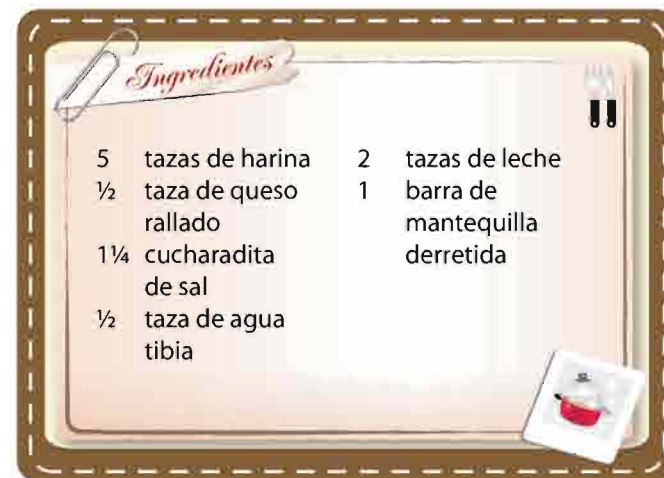 Ingredientes
5 tazas de harina
½ taza de queso
rallado
1¼ cucharadita
de sal
½ taza de agua
tibia
2 tazas de leche
1 barra de
mantequilla
derretida